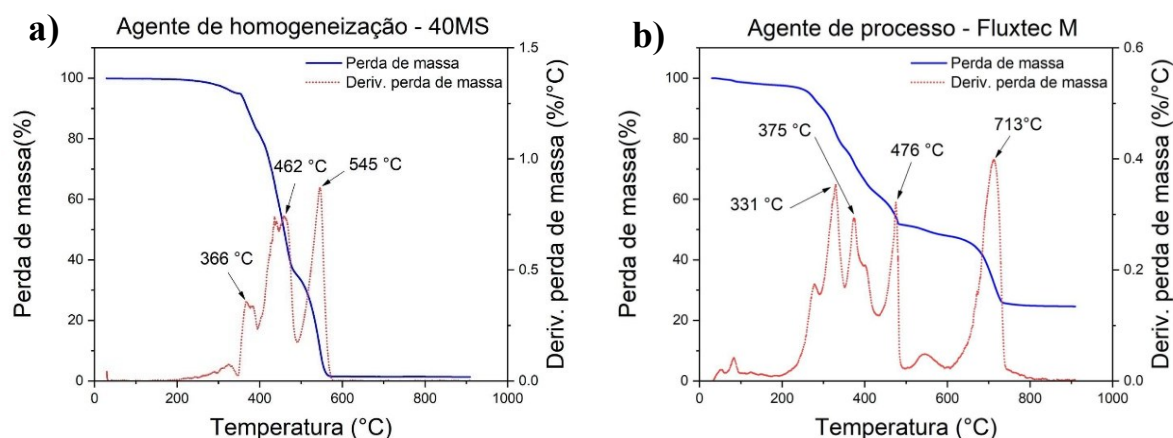 a)
Agente de homogeneização - 40MS
Perda de massa
Deriv. perda de massa
366 °C
462 °C
545 °C
Perda de massa(%)
100
80
60
40
20
0
Deriv. perda de massa (%/°C)
1.5
1.0
0.5
0.0
0
200
400
600
800
1000
Temperatura (°C)
b)
Agente de processo - Fluxtec M
Perda de massa
Deriv. perda de massa
331 °C
375 °C
476 °C
713°C
Perda de massa(%)
100
80
60
40
20
0
Deriv. perda de massa (%/°C)
0.6
0.4
0.2
0.0
0
200
400
600
800
1000
Temperatura (°C)